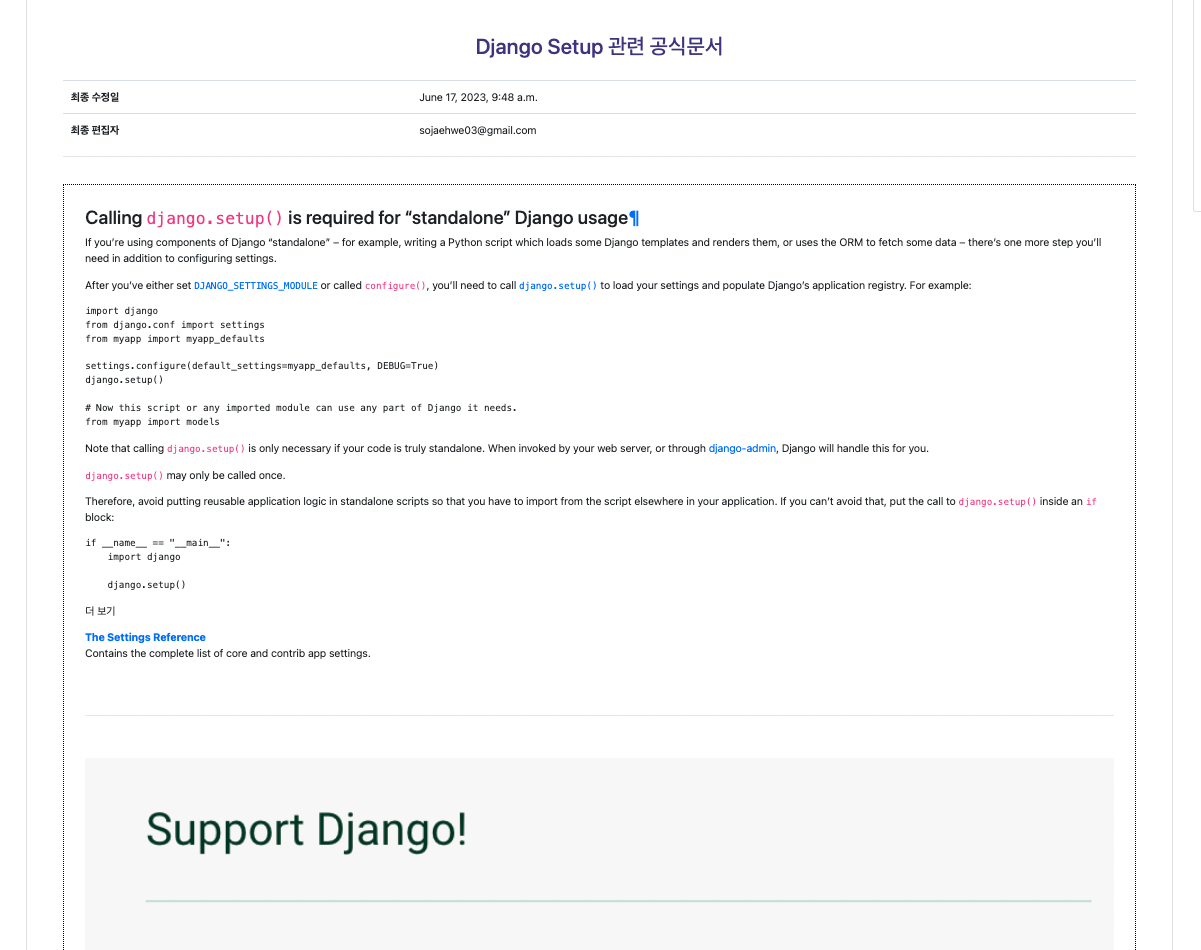 Django Setup 관련 공식문서
최종 수정일 June 17, 2023, 9:48 a.m.
최종 편집자 sojaehwe03@gmail.com
Calling django.setup() is required for “standalone” Django usage¶
If you’re using components of Django “standalone” – for example, writing a Python script which loads some Django templates and renders them, or uses the ORM to fetch some data – there’s one more step you’ll
need in addition to configuring settings.
After you’ve either set DJANGO_SETTINGS_MODULE or called configure(), you’ll need to call django.setup() to load your settings and populate Django’s application registry. For example:
import django
from django.conf import settings
from myapp import myapp_defaults
settings.configure(default_settings=myapp_defaults, DEBUG=True)
django.setup()
# Now this script or any imported module can use any part of Django it needs.
from myapp import models
Note that calling django.setup() is only necessary if your code is truly standalone. When invoked by your web server, or through django-admin, Django will handle this for you.
django.setup() may only be called once.
Therefore, avoid putting reusable application logic in standalone scripts so that you have to import from the script elsewhere in your application. If you can’t avoid that, put the call to django.setup() inside an if
block:
if __name__ == "__main__":
    import django
    django.setup()
더 보기
The Settings Reference
Contains the complete list of core and contrib app settings.
Support Django!